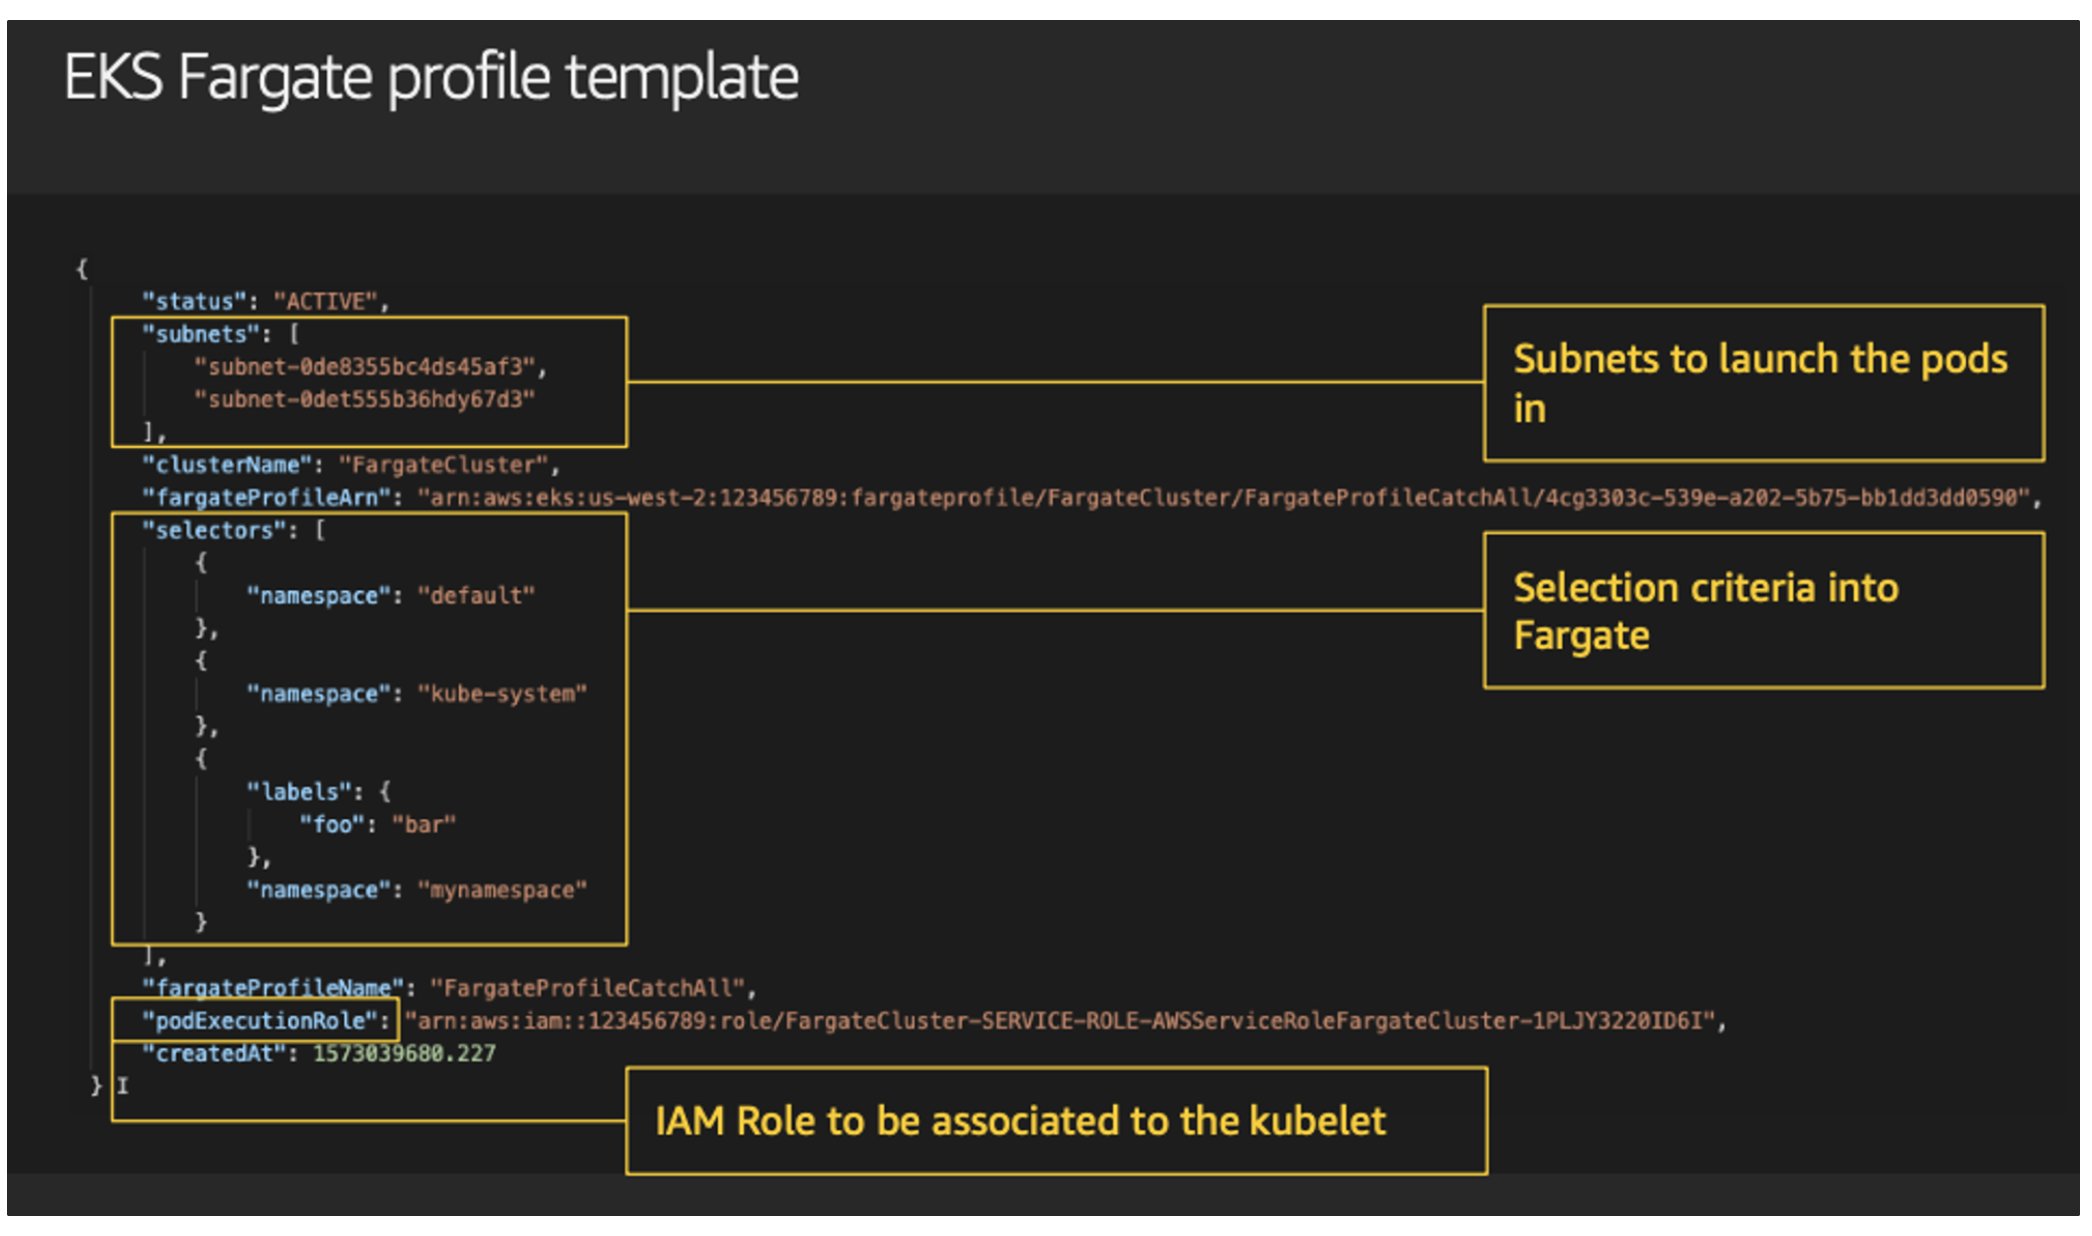 EKS Fargate profile template
{
"status": "ACTIVE",
"subnets": [
"subnet-0de8355bc4ds45af3",
"subnet-0det555b36hdy67d3"
],
"clusterName": "FargateCluster",
"fargateProfileArn": "arn:aws:eks:us-west-2:123456789:fargateprofile/FargateCluster/FargateProfileCatchAll/4cg3303c-539e-a202-5b75-bb1dd3dd0590",
"selectors": [
{
"namespace": "default"
},
{
"namespace": "kube-system"
},
{
"labels": {
"foo": "bar"
},
"namespace": "mynamespace"
}
],
"fargateProfileName": "FargateProfileCatchAll",
"podExecutionRole": "arn:aws:iam::123456789:role/FargateCluster-SERVICE-ROLE-AWSServiceRoleFargateCluster-1PLJY3220ID6I",
"createdAt": 1573039680.227
}
Subnets to launch the pods
in
Selection criteria into
Fargate
IAM Role to be associated to the kubelet